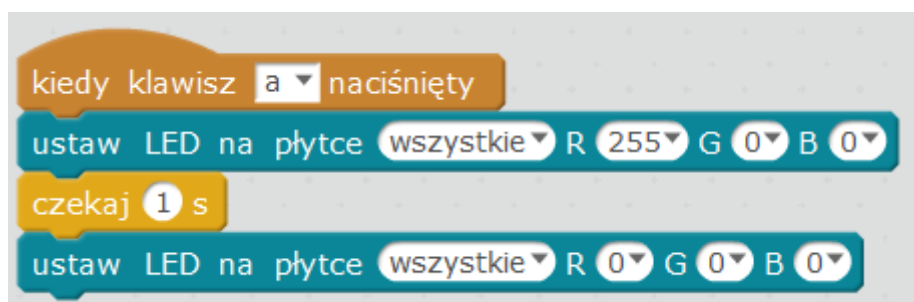 kiedy klawisz a naciśnięty
ustaw LED na płytce wszystkie R 255 G 0 B 0
czekaj 1 s
ustaw LED na płytce wszystkie R 0 G 0 B 0